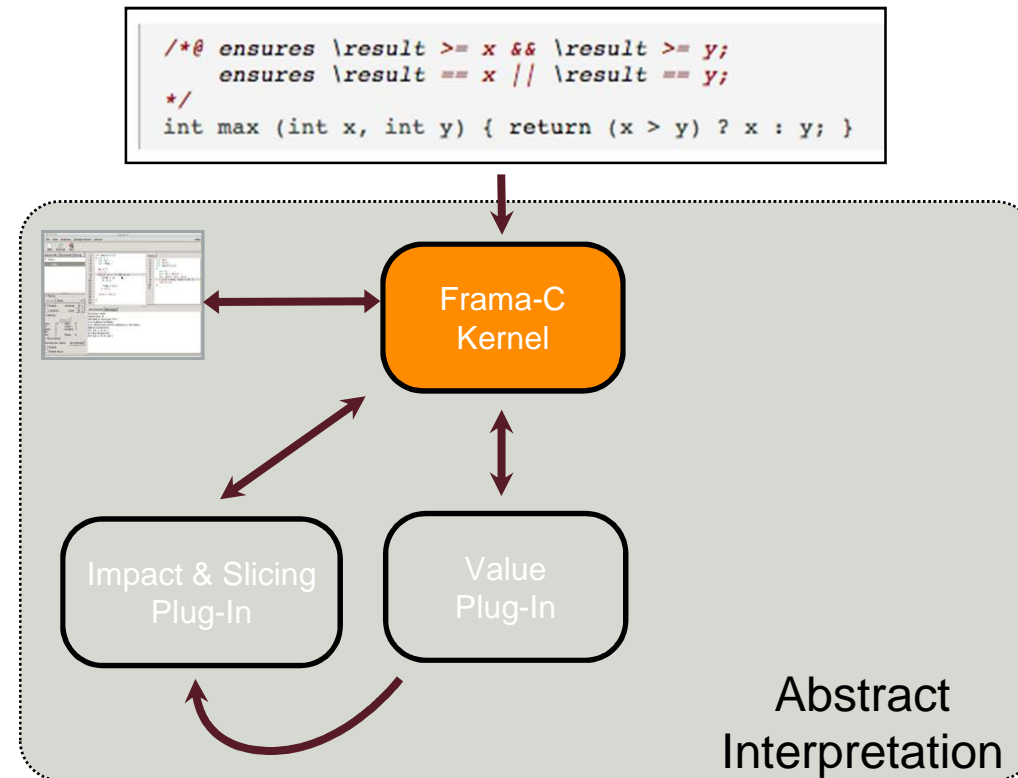 /*@ ensures \result >= x && \result >= y;
ensures \result == x || \result == y;
*/
int max (int x, int y) { return (x > y) ? x : y; }
Frama-C
Kernel
Impact & Slicing
Plug-In
Value
Plug-In
Abstract
Interpretation